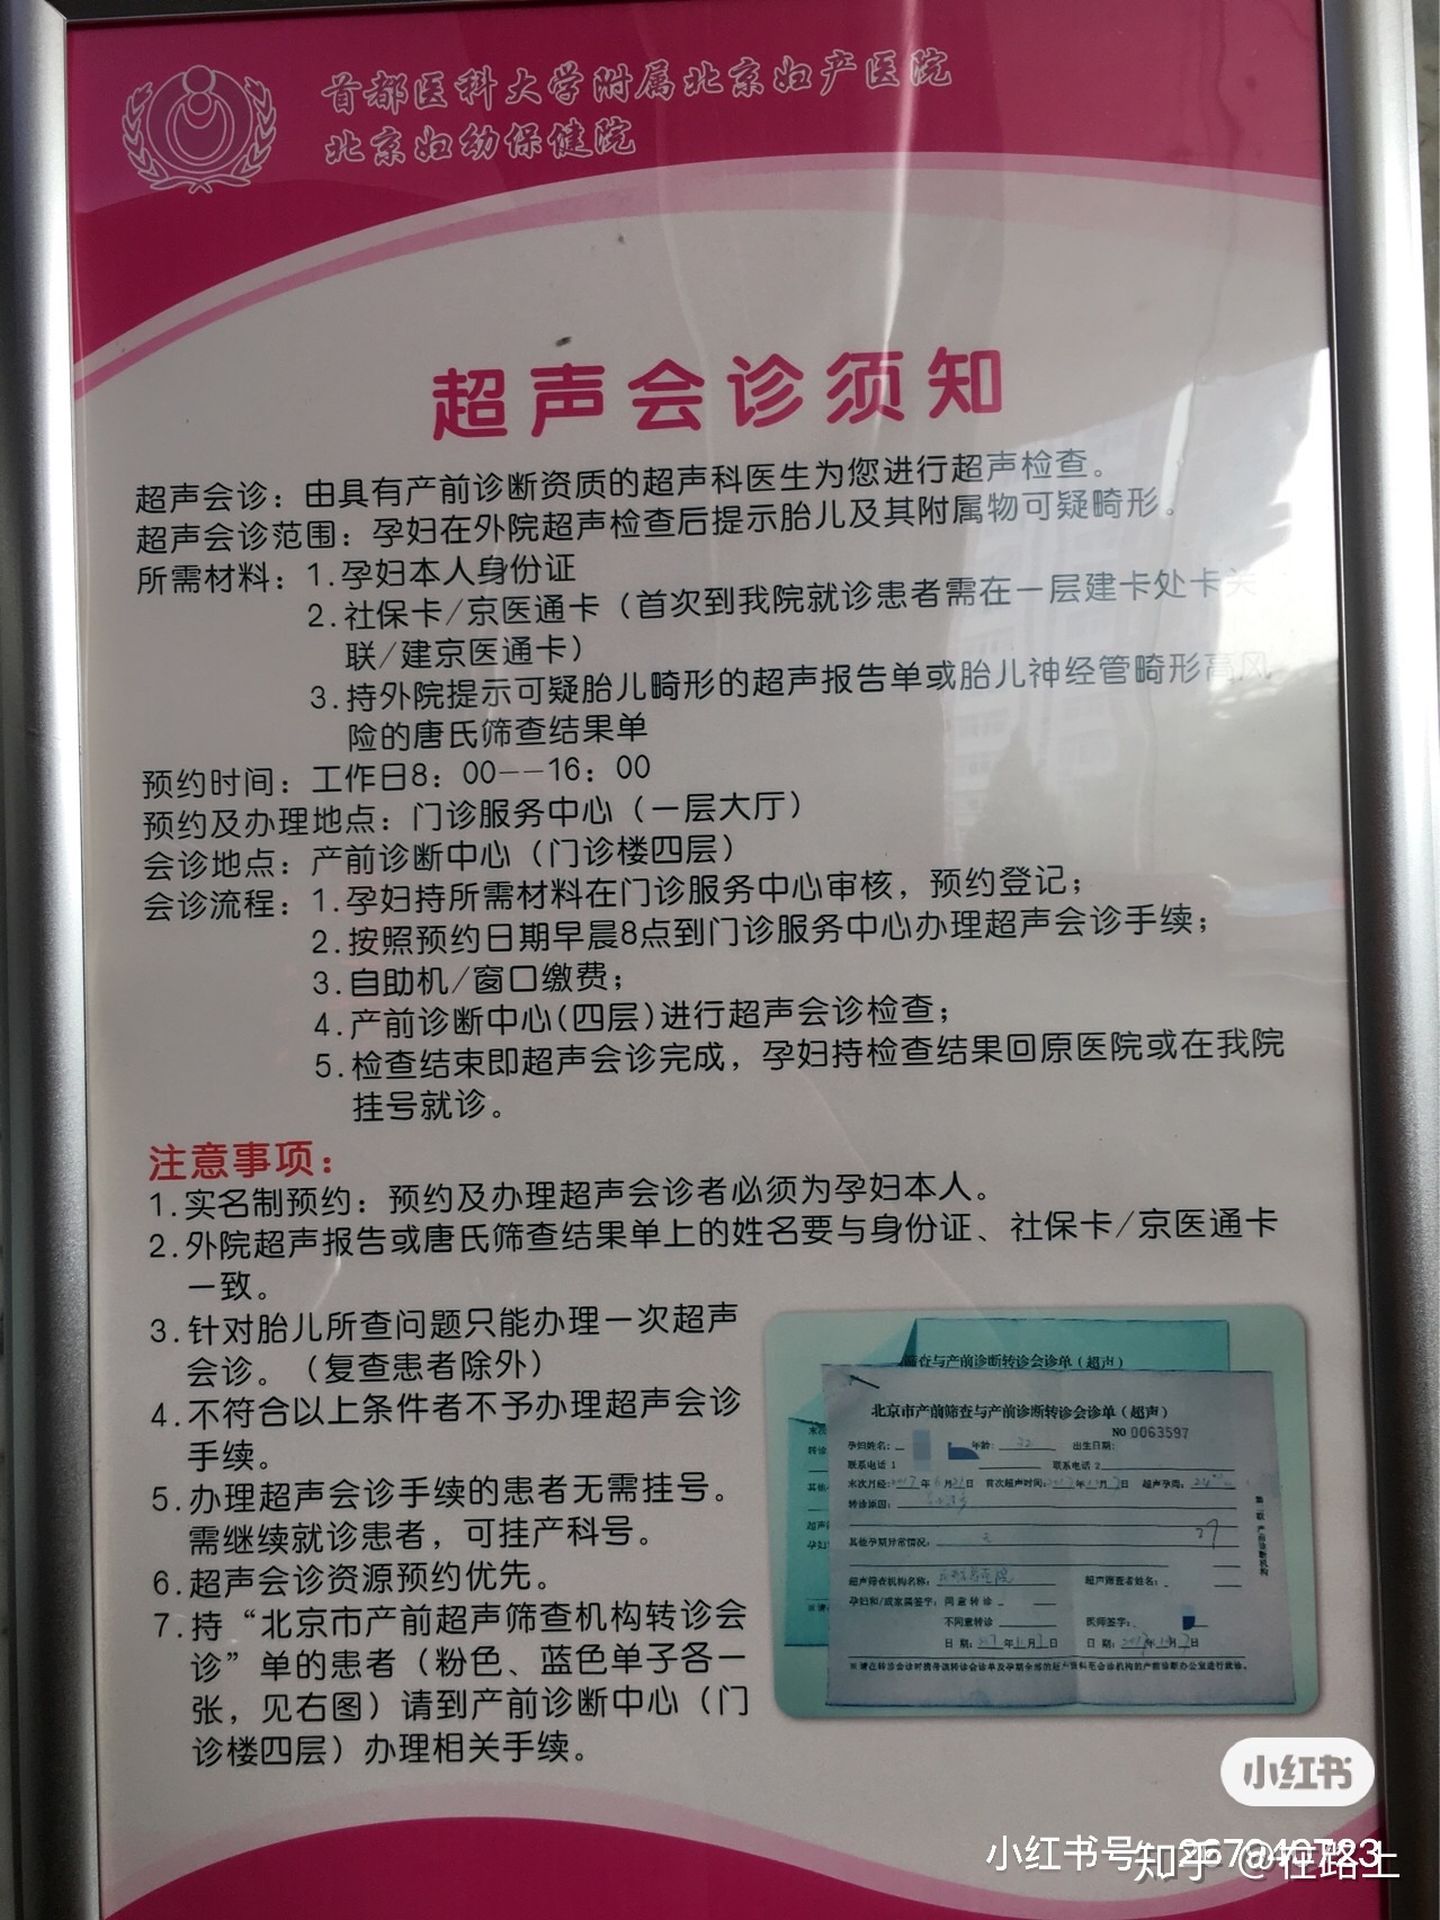 首都医科大学附属北京妇产医院
北京妇幼保健院
超声会诊须知
超声会诊：由具有产前诊断资质的超声科医生为您进行超声检查。
超声会诊范围：孕妇在外院超声检查后提示胎儿及其附属物可疑畸形。
所需材料：1.孕妇本人身份证
2.社保卡/京医通卡（首次到我院就诊患者需在一层建卡处卡关
联/建京医通卡）
3.持外院提示可疑胎儿畸形的超声报告单或胎儿神经管畸形高风
险的唐氏筛查结果单
预约时间：工作日8：00--16：00
预约及办理地点：门诊服务中心（一层大厅）
会诊地点：产前诊断中心（门诊楼四层）
会诊流程：1.孕妇持所需材料在门诊服务中心审核，预约登记；
2.按照预约日期早晨8点到门诊服务中心办理超声会诊手续；
3.自助机/窗口缴费；
4.产前诊断中心(四层)进行超声会诊检查；
5.检查结束即超声会诊完成，孕妇持检查结果回原医院或在我院
挂号就诊。
注意事项：
1.实名制预约：预约及办理超声会诊者必须为孕妇本人。
2.外院超声报告或唐氏筛查结果单上的姓名要与身份证、社保卡/京医通卡
一致。
3.针对胎儿所查问题只能办理一次超声
会诊。（复查患者除外）
4.不符合以上条件者不予办理超声会诊
手续。
5.办理超声会诊手续的患者无需挂号。
需继续就诊患者，可挂产科号。
6.超声会诊资源预约优先。
7.持“北京市产前超声筛查机构转诊会
诊”单的患者（粉色、蓝色单子各一
张，见右图）请到产前诊断中心（门
诊楼四层）办理相关手续。
筛查与产前诊断转诊会诊单（超声）
北京市产前筛查与产前诊断转诊会诊单（超声）
NO 0063597
孕妇姓名： 年龄： 出生日期：
联系电话1 联系电话2
末次月经：2017年6月21日 首次超声时间： 年 月 日 超声孕周：
转诊原因：
其他孕期异常情况： 无
超声筛查机构名称： 超声筛查者姓名：
孕妇和/或家属签字：同意转诊
不同意转诊 医师签字：
日期： 年 月 日 日期： 年 月 日
第二联 产前诊断机构
小红书
小红书号：267940723
知乎 @在路上